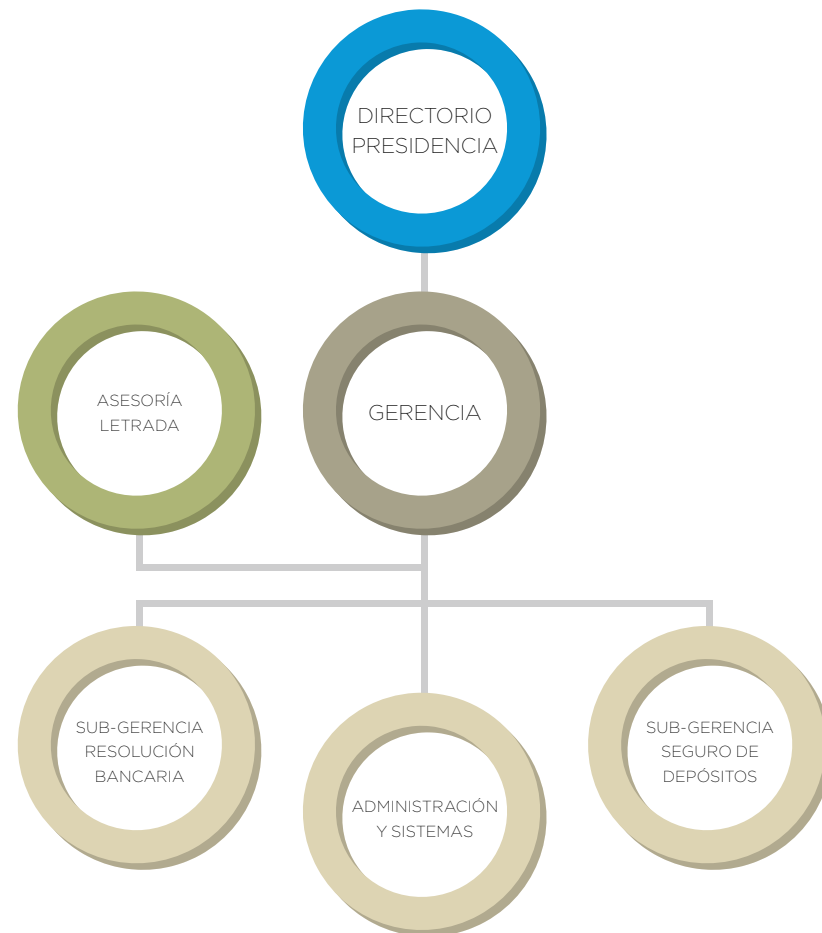 DIRECTORIO
PRESIDENCIA
ASESORÍA
LETRADA
GERENCIA
SUB-GERENCIA
RESOLUCIÓN
BANCARIA
ADMINISTRACIÓN
Y SISTEMAS
SUB-GERENCIA
SEGURO DE
DEPÓSITOS